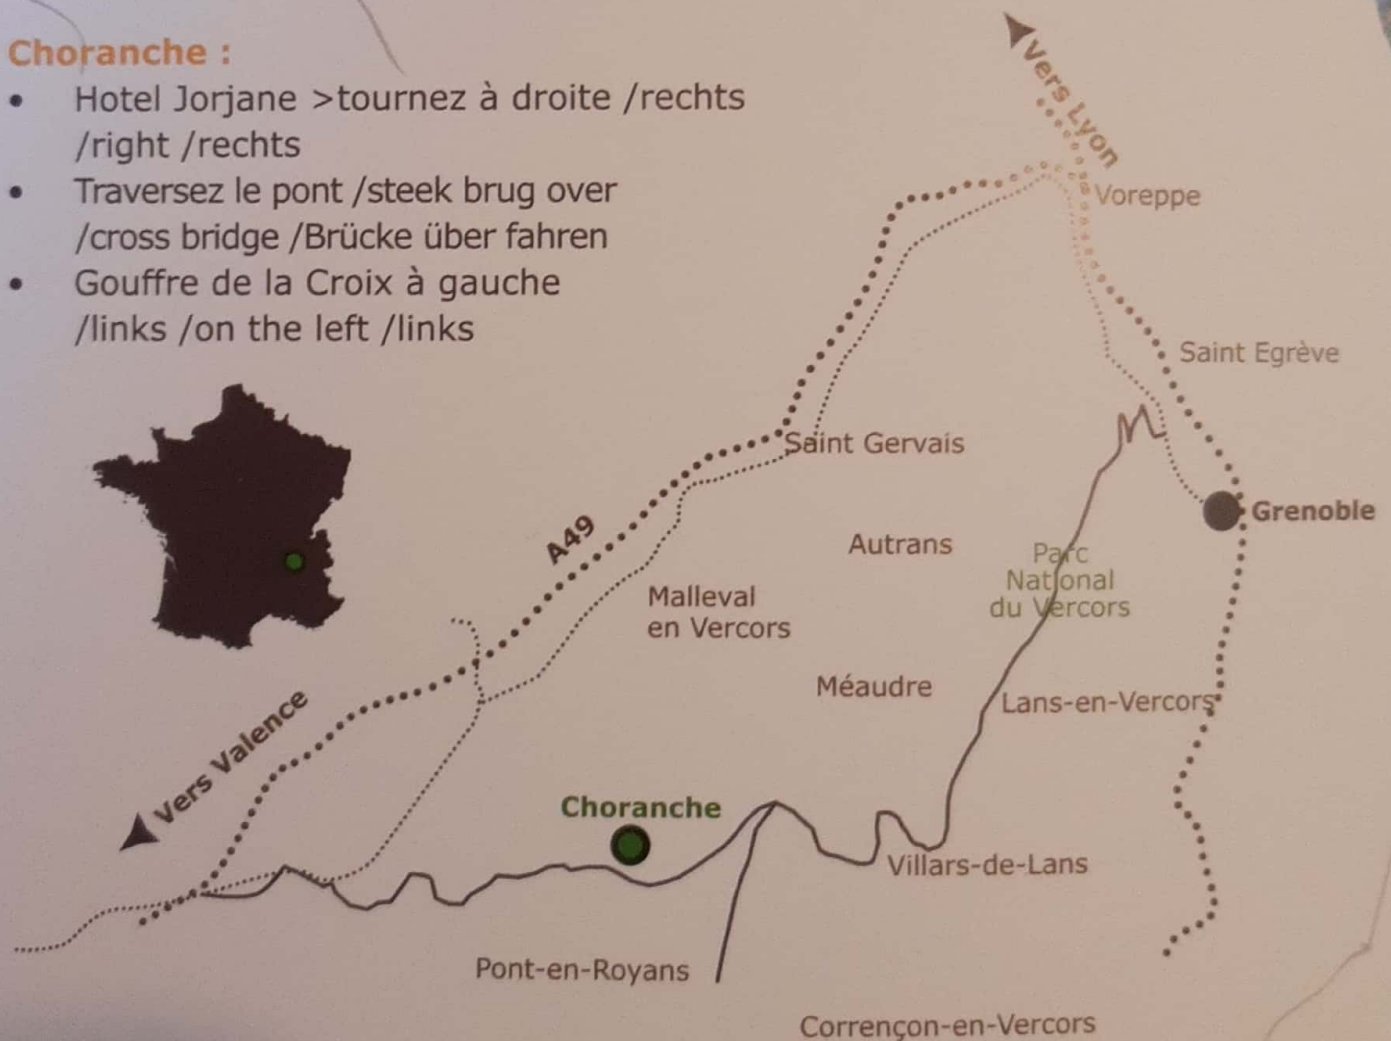 Choranche :
• Hotel Jorjane >tournez à droite /rechts
/right /rechts
• Traversez le pont /steek brug over
/cross bridge /Brücke über fahren
• Gouffre de la Croix à gauche
/links /on the left /links
Vers Lyon
Voreppe
Saint Egrève
Saint Gervais
Grenoble
A49
Autrans
Parc
National
du Vercors
Malleval
en Vercors
Méaudre
Lans-en-Vercors
Vers Valence
Choranche
Villars-de-Lans
Pont-en-Royans
Corrençon-en-Vercors